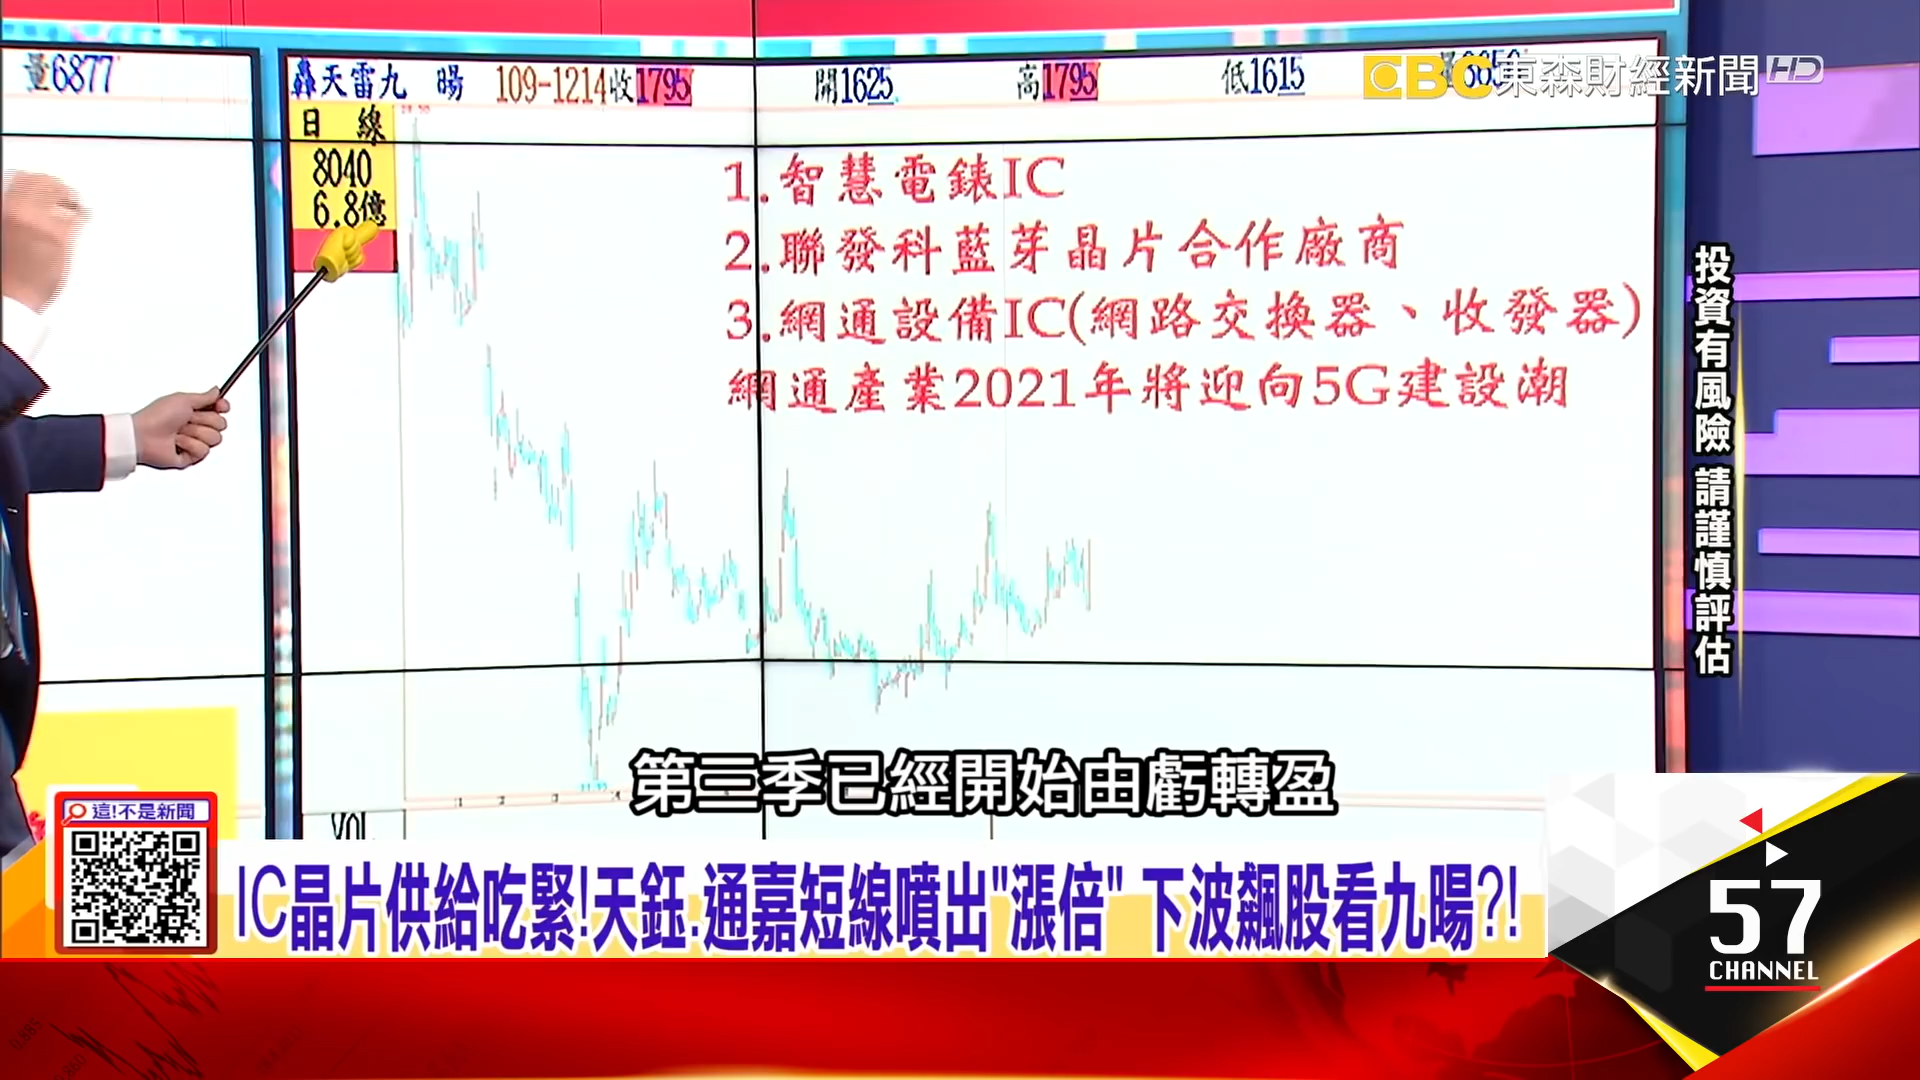 量6877
轟天雷九 暘 109-1214收1795 開1625 高1795 低1615
EBC東森財經新聞HD
日 線
8040
6.8億
1.智慧電錶IC
2.聯發科藍芽晶片合作廠商
3.網通設備IC(網路交換器、收發器)
網通產業2021年將迎向5G建設潮
投資有風險 請謹慎評估
第三季已經開始由虧轉盈
VOL
這!不是新聞
IC晶片供給吃緊!天鈺.通嘉短線噴出"漲倍" 下波飆股看九暘?!
57
CHANNEL